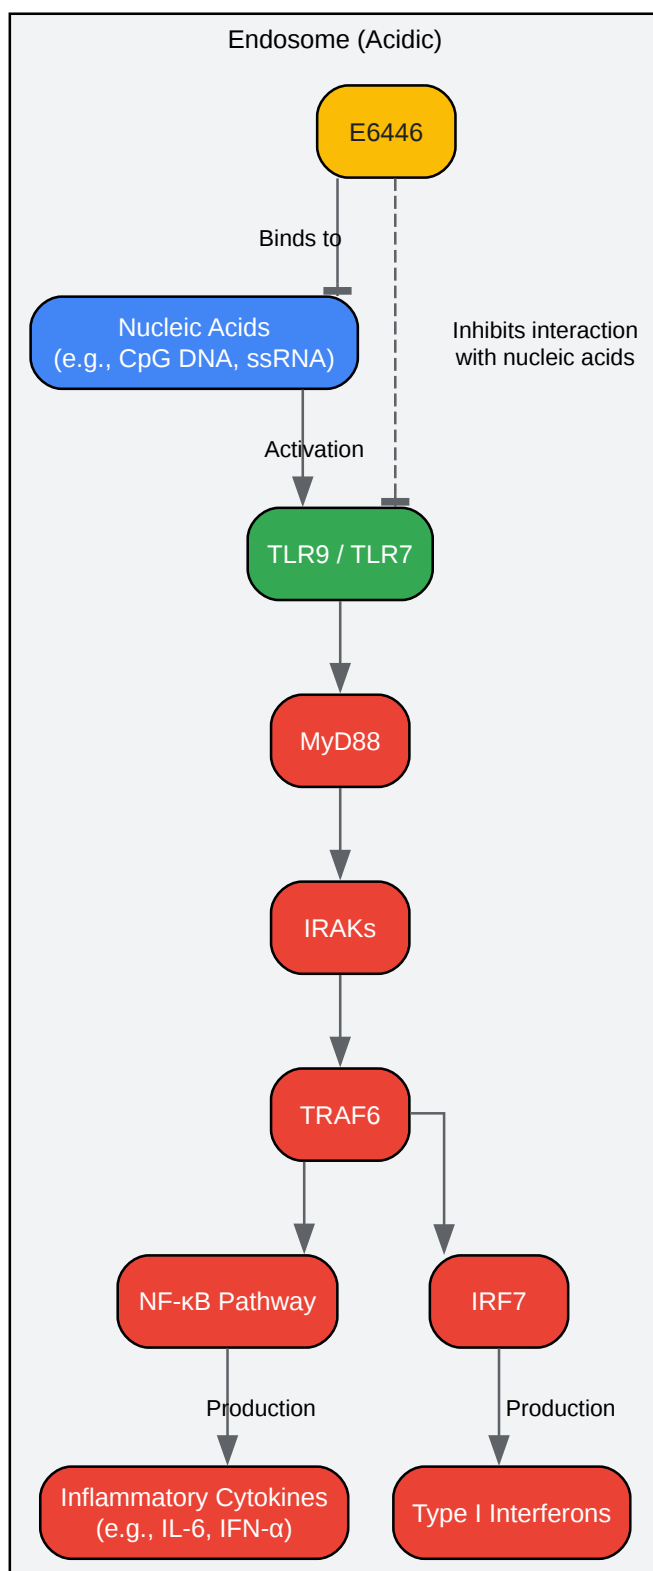 Endosome (Acidic)
E6446
Binds to
Nucleic Acids
(e.g., CpG DNA, ssRNA)
Inhibits interaction
with nucleic acids
Activation
TLR9 / TLR7
MyD88
IRAKs
TRAF6
NF-κB Pathway
IRF7
Production
Production
Inflammatory Cytokines
(e.g., IL-6, IFN-α)
Type I Interferons